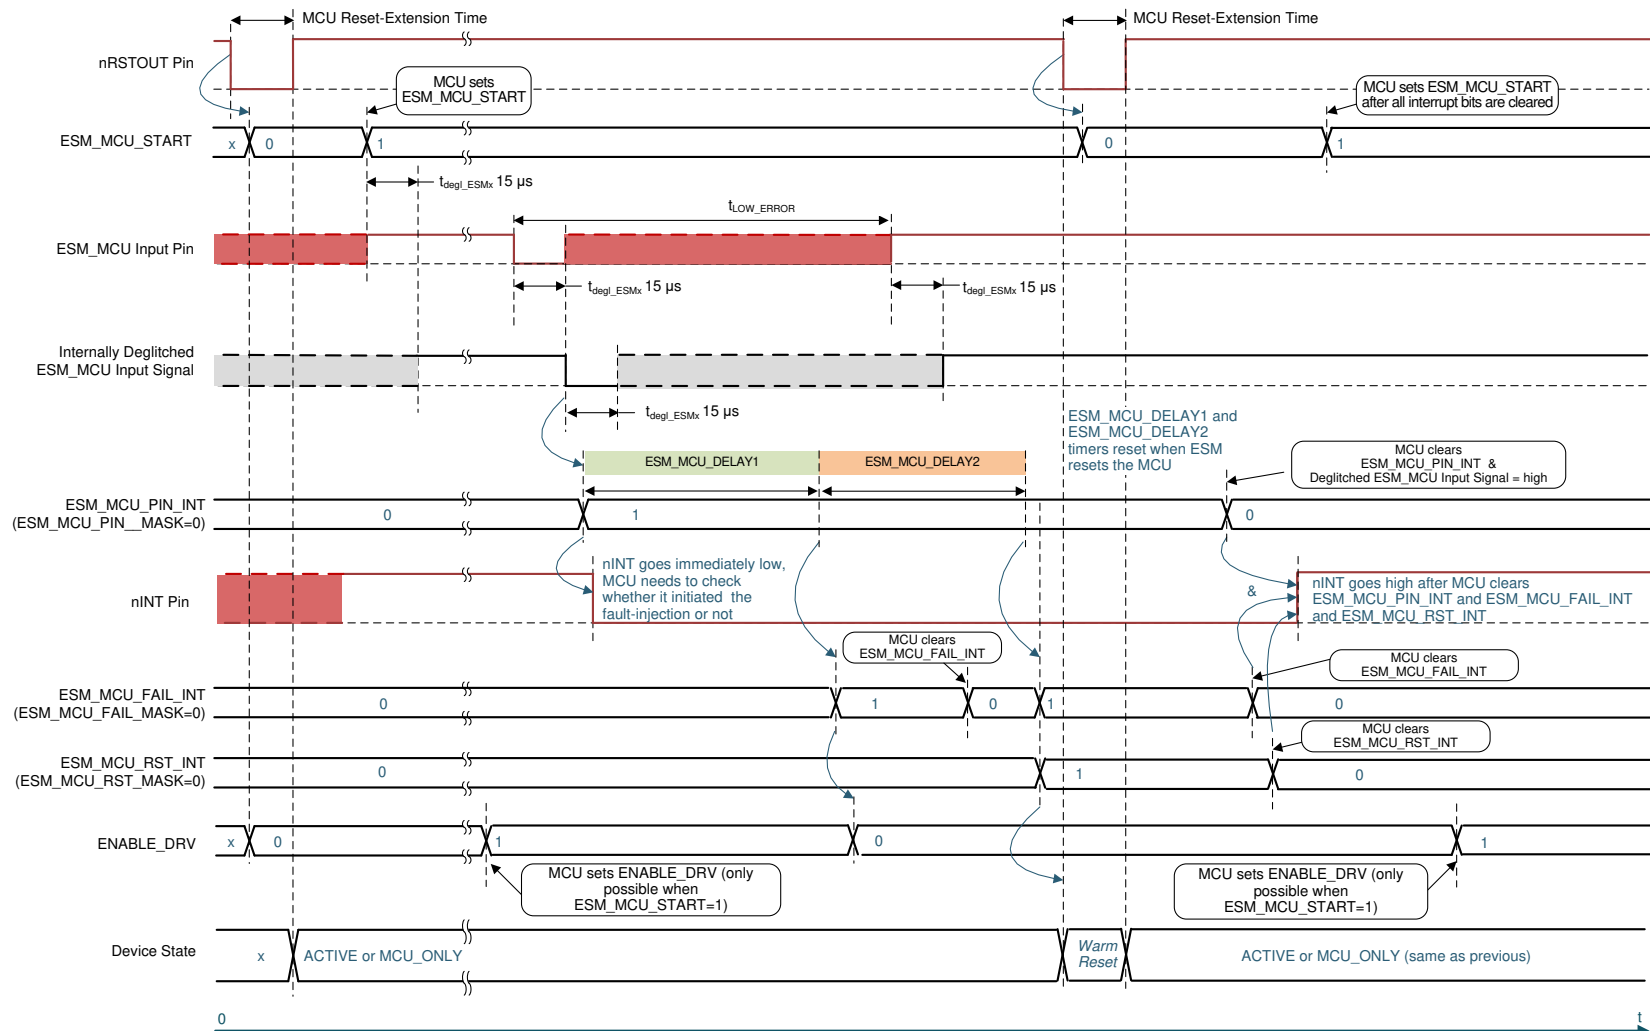 MCU Reset-Extension Time
MCU Reset-Extension Time
nRSTOUT Pin
MCU sets
ESM_MCU_START
MCU sets ESM_MCU_START
after all interrupt bits are cleared
ESM_MCU_START
x
0
1
0
1
tdegl_ESMx 15 µs
tLOW_ERROR
ESM_MCU Input Pin
tdegl_ESMx 15 µs
tdegl_ESMx 15 µs
Internally Deglitched
ESM_MCU Input Signal
tdegl_ESMx 15 µs
ESM_MCU_DELAY1 and
ESM_MCU_DELAY2
timers reset when ESM
resets the MCU
ESM_MCU_DELAY1
ESM_MCU_DELAY2
MCU clears
ESM_MCU_PIN_INT &
Deglitched ESM_MCU Input Signal = high
ESM_MCU_PIN_INT
(ESM_MCU_PIN__MASK=0)
0
1
0
nINT Pin
nINT goes immediately low,
MCU needs to check
whether it initiated the
fault-injection or not
&
nINT goes high after MCU clears
ESM_MCU_PIN_INT and ESM_MCU_FAIL_INT
and ESM_MCU_RST_INT
MCU clears
ESM_MCU_FAIL_INT
MCU clears
ESM_MCU_FAIL_INT
ESM_MCU_FAIL_INT
(ESM_MCU_FAIL_MASK=0)
0
1
0
1
0
MCU clears
ESM_MCU_RST_INT
ESM_MCU_RST_INT
(ESM_MCU_RST_MASK=0)
0
1
0
ENABLE_DRV
x
0
1
0
1
MCU sets ENABLE_DRV (only
possible when
ESM_MCU_START=1)
MCU sets ENABLE_DRV (only
possible when
ESM_MCU_START=1)
Device State
x
ACTIVE or MCU_ONLY
Warm
Reset
ACTIVE or MCU_ONLY (same as previous)
0
t